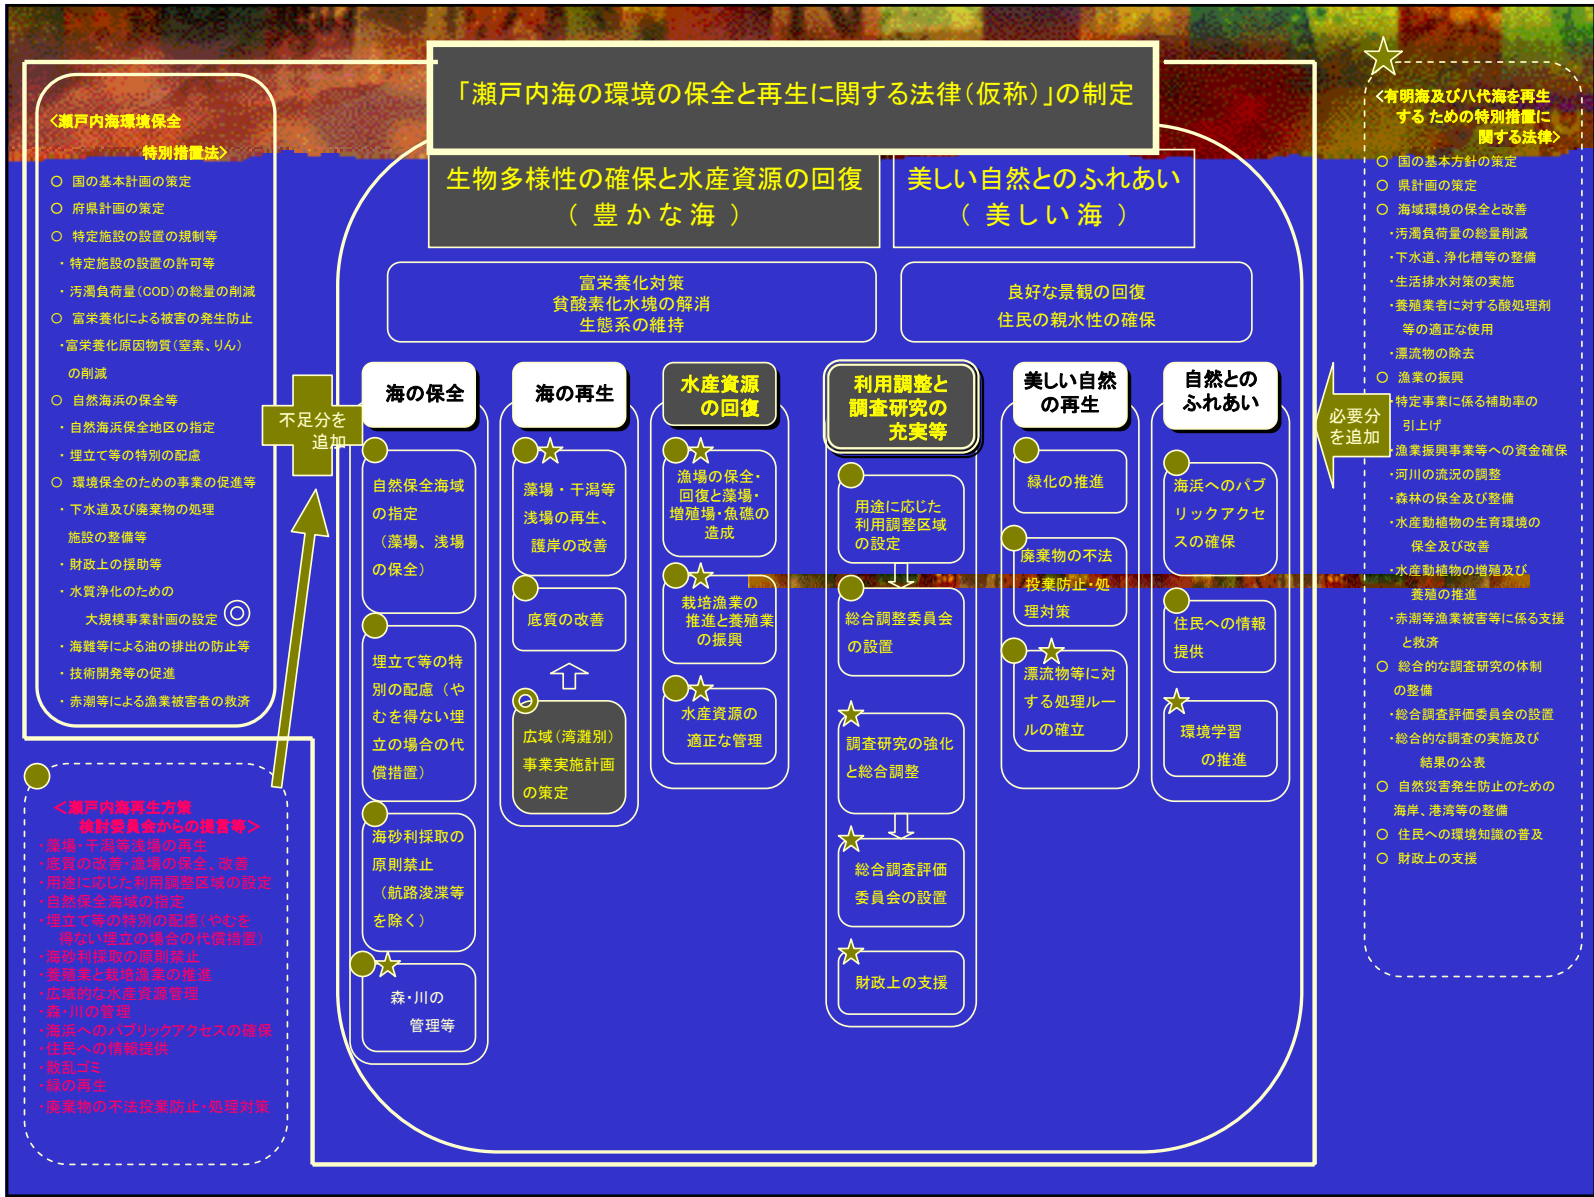 「瀬戸内海の環境の保全と再生に関する法律(仮称)」の制定
<瀬戸内海環境保全
特別措置法>
○ 国の基本計画の策定
○ 府県計画の策定
○ 特定施設の設置の規制等
・特定施設の設置の許可等
・汚濁負荷量(COD)の総量の削減
○ 富栄養化による被害の発生防止
・富栄養化原因物質(窒素、りん)
の削減
○ 自然海浜の保全等
・自然海浜保全地区の指定
・埋立て等の特別の配慮
○ 環境保全のための事業の促進等
・下水道及び廃棄物の処理
施設の整備等
・財政上の援助等
・水質浄化のための
大規模事業計画の設定 ◎
・海難等による油の排出の防止等
・技術開発等の促進
・赤潮等による漁業被害者の救済
不足分を
追加
<瀬戸内海再生方策
検討委員会からの提言等>
・藻場・干潟等浅場の再生
・底質の改善・漁場の保全、改善
・用途に応じた利用調整区域の設定
・自然保全海域の指定
・埋立て等の特別の配慮(やむを
得ない埋立の場合の代償措置)
・海砂利採取の原則禁止
・養殖業と栽培漁業の推進
・広域的な水産資源管理
・森・川の管理
・海浜へのパブリックアクセスの確保
・住民への情報提供
・散乱ゴミ
・緑の再生
・廃棄物の不法投棄防止・処理対策
生物多様性の確保と水産資源の回復
( 豊かな海 )
美しい自然とのふれあい
( 美しい海 )
富栄養化対策
貧酸素化水塊の解消
生態系の維持
良好な景観の回復
住民の親水性の確保
海の保全
自然保全海域
の指定
(藻場、浅場
の保全)
埋立て等の特
別の配慮(や
むを得ない埋
立の場合の代
償措置)
海砂利採取の
原則禁止
(航路浚渫等
を除く)
森・川の
管理等
海の再生
藻場・干潟等
浅場の再生、
護岸の改善
底質の改善
広域(湾灘別)
事業実施計画
の策定
水産資源
の回復
漁場の保全・
回復と藻場・
増殖場・魚礁の
造成
栽培漁業の
推進と養殖業
の振興
水産資源の
適正な管理
利用調整と
調査研究の
充実等
用途に応じた
利用調整区域
の設定
総合調整委員会
の設置
調査研究の強化
と総合調整
総合調査評価
委員会の設置
財政上の支援
美しい自然
の再生
緑化の推進
廃棄物の不法
投棄防止・処
理対策
漂流物等に対
する処理ルー
ルの確立
自然との
ふれあい
海浜へのパブ
リックアクセ
スの確保
住民への情報
提供
環境学習
の推進
必要分
を追加
<有明海及び八代海を再生
するための特別措置に
関する法律>
○ 国の基本方針の策定
○ 県計画の策定
○ 海域環境の保全と改善
・汚濁負荷量の総量削減
・下水道、浄化槽等の整備
・生活排水対策の実施
・養殖業者に対する酸処理剤
等の適正な使用
・漂流物の除去
○ 漁業の振興
・特定事業に係る補助率の
引上げ
・漁業振興事業等への資金確保
・河川の流況の調整
・森林の保全及び整備
・水産動植物の生育環境の
保全及び改善
・水産動植物の増殖及び
養殖の推進
・赤潮等漁業被害等に係る支援
と救済
○ 総合的な調査研究の体制
の整備
・総合調査評価委員会の設置
・総合的な調査の実施及び
結果の公表
○ 自然災害発生防止のための
海岸、港湾等の整備
○ 住民への環境知識の普及
○ 財政上の支援